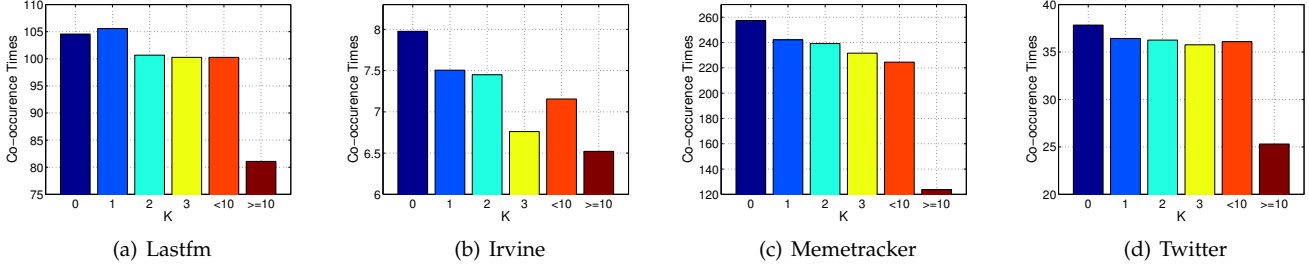 Co-occurence Times
110
105
100
95
90
85
80
75
0 1 2 3 <10 >=10
K
(a) Lastfm
Co-occurence Times
8
7.5
7
6.5
6
0 1 2 3 <10 >=10
K
(b) Irvine
Co-occurence Times
260
240
220
200
180
160
140
120
0 1 2 3 <10 >=10
K
(c) Memetracker
Co-occurence Times
40
35
30
25
20
0 1 2 3 <10 >=10
K
(d) Twitter